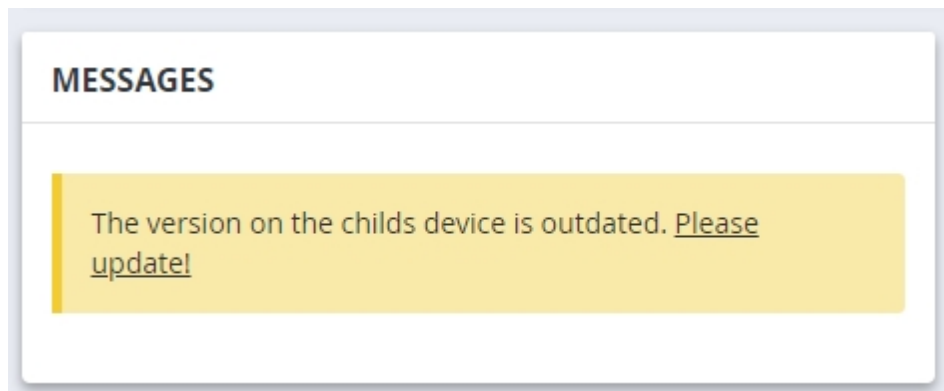 MESSAGES
The version on the childs device is outdated. Please
update!